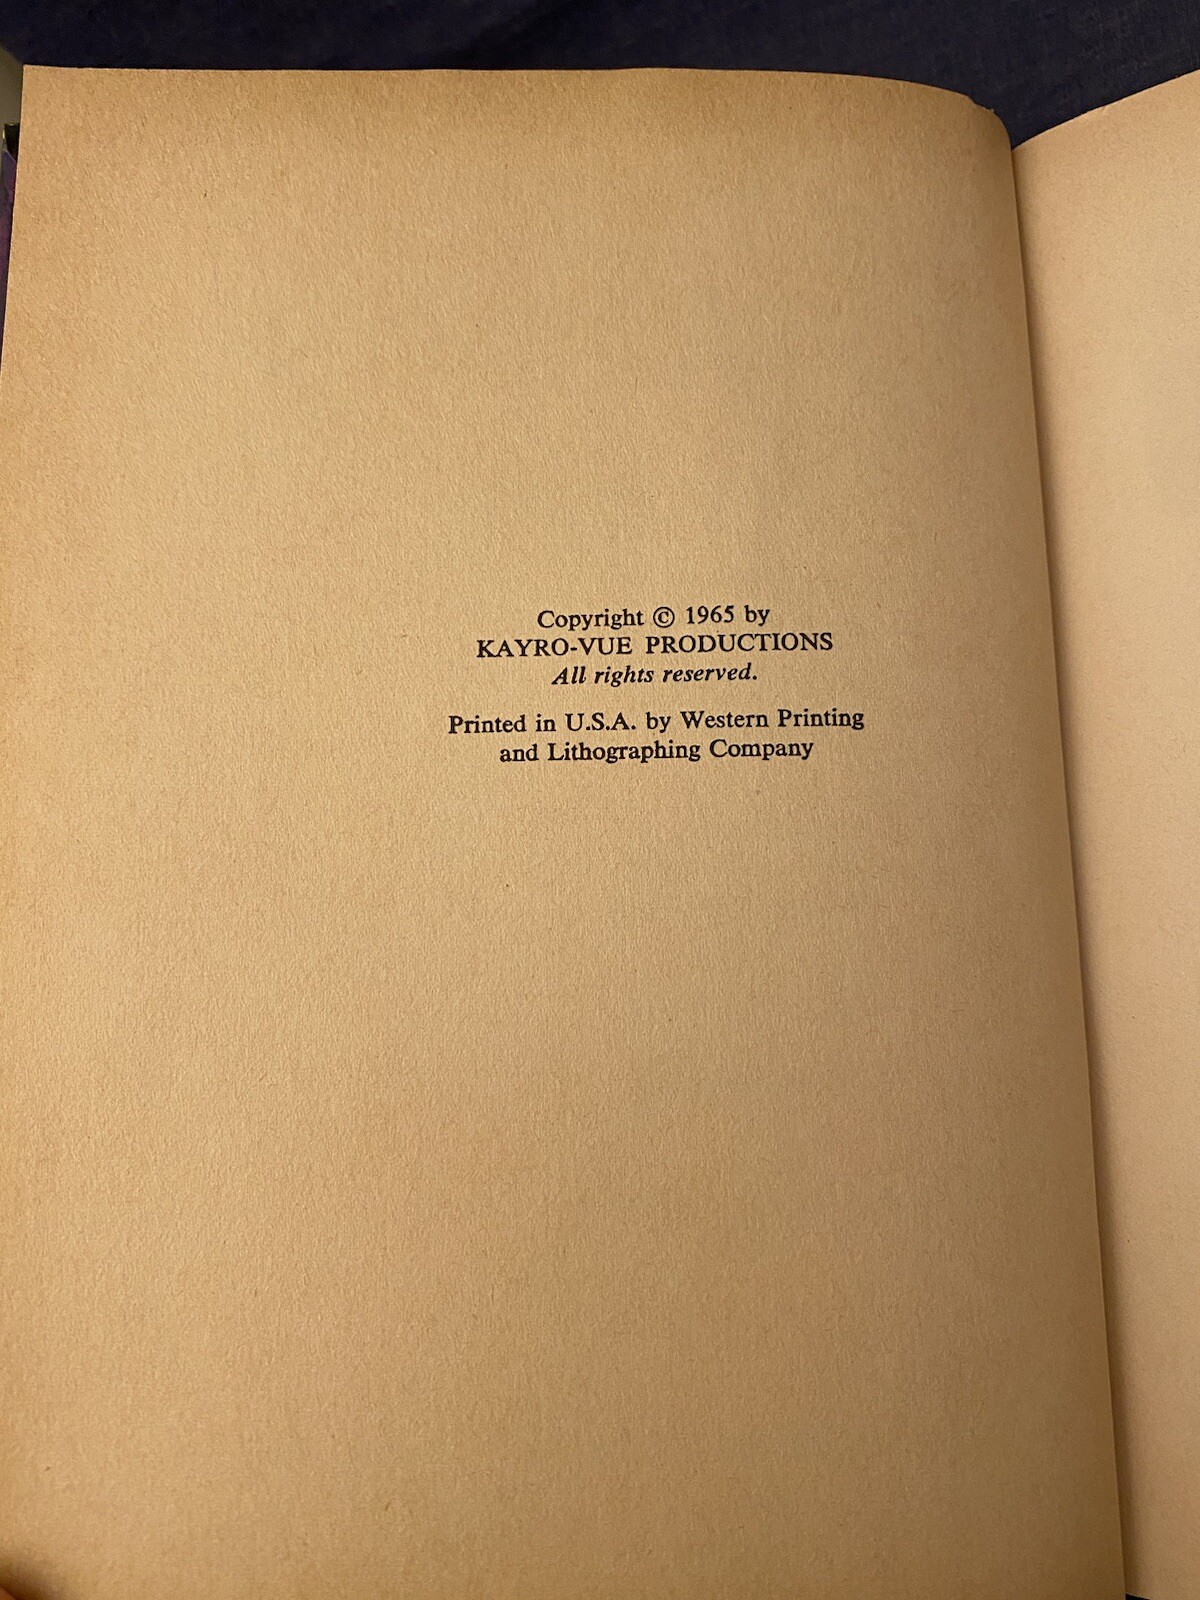 Copyright © 1965 by
KAYRO-VUE PRODUCTIONS
All rights reserved.
Printed in U.S.A. by Western Printing
and Lithographing Company